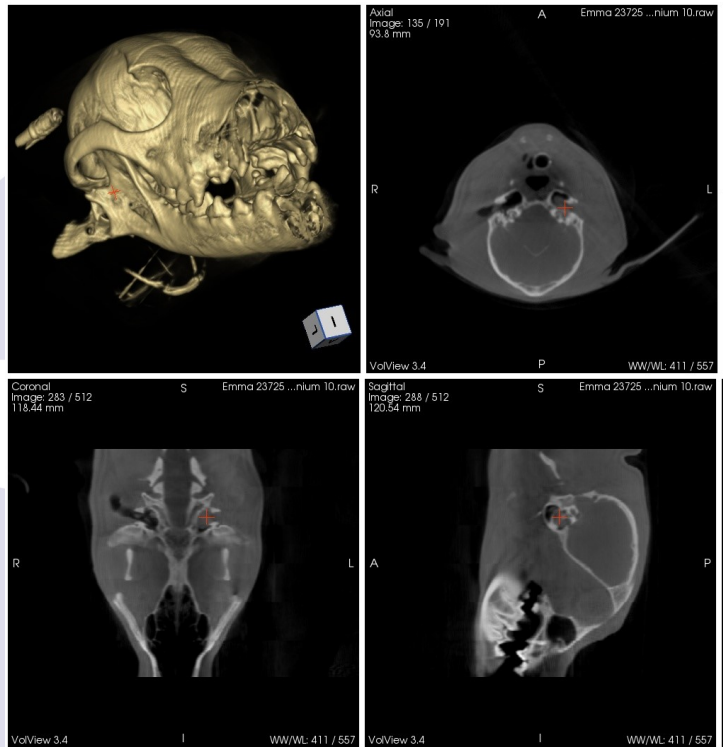 Axial
Image: 135 / 191
93.8 mm
A
Emma 23725 ...nium 10.raw
R
L
VolView 3.4
P
WW/WL: 411 / 557
L
I
Coronal
Image: 283 / 512
118.44 mm
S
Emma 23725 ...nium 10.raw
R
L
VolView 3.4
I
WW/WL: 411 / 557
Sagittal
Image: 288 / 512
120.54 mm
S
Emma 23725 ...nium 10.raw
A
P
VolView 3.4
I
WW/WL: 411 / 557